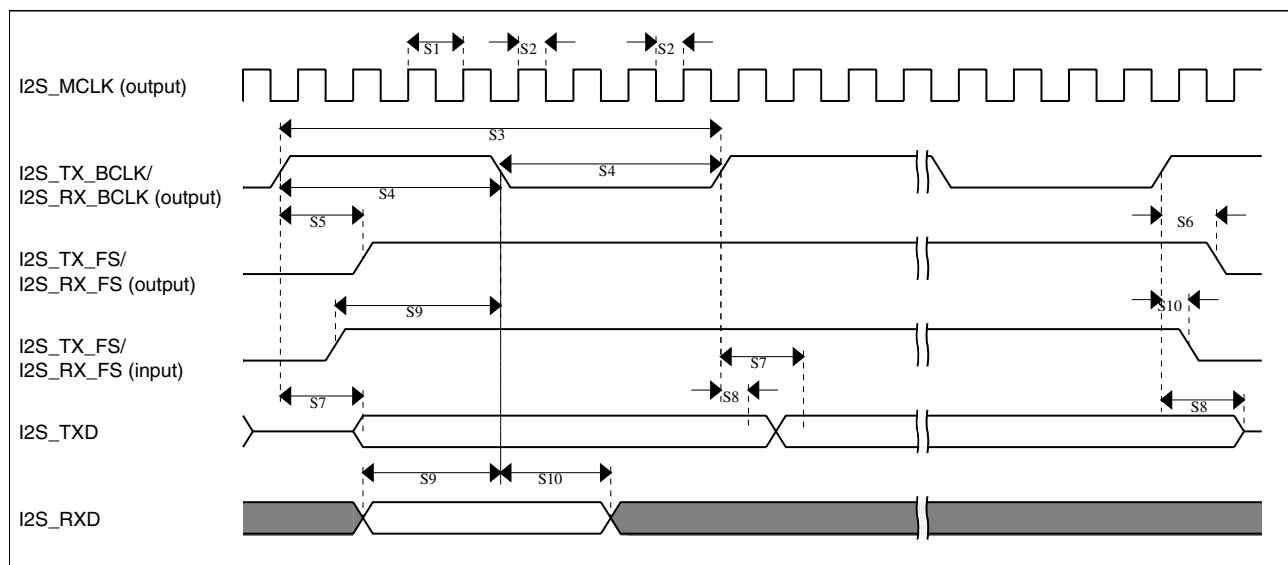 S1
S2
S2
I2S_MCLK (output)
S3
I2S_TX_BCLK/
I2S_RX_BCLK (output)
S4
S4
S5
S6
I2S_TX_FS/
I2S_RX_FS (output)
S9
S10
I2S_TX_FS/
I2S_RX_FS (input)
S7
S8
S7
S8
I2S_TXD
S9
S10
I2S_RXD